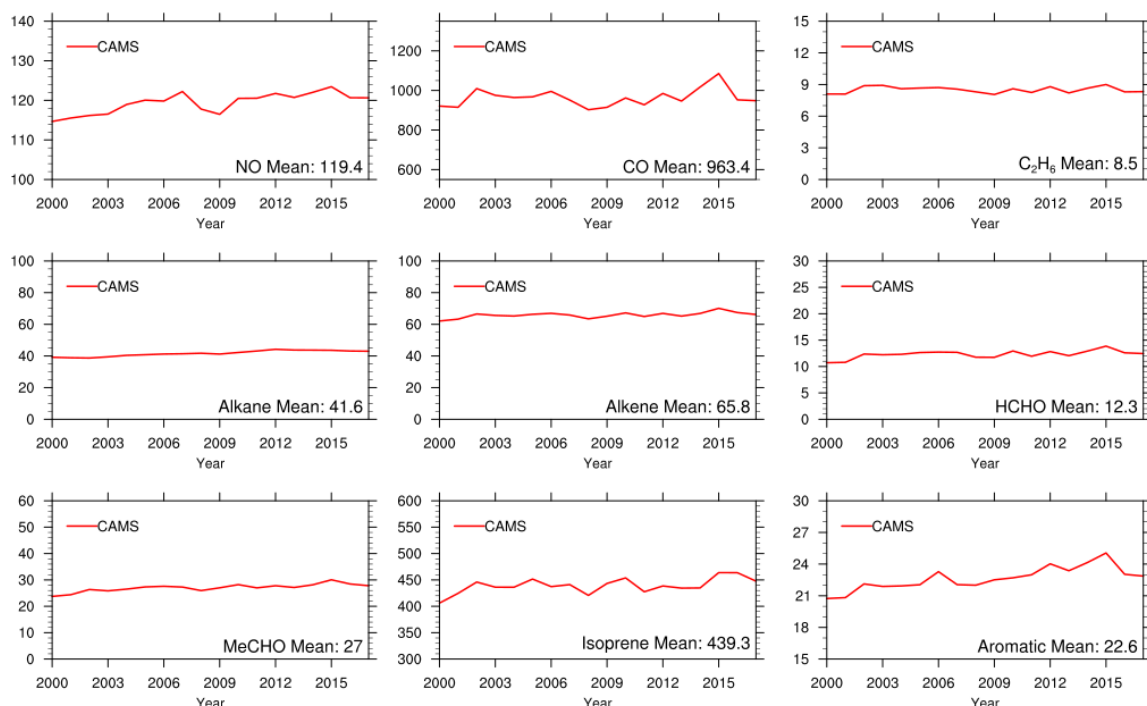 140
130
120
110
100
CAMS
NO Mean: 119.4
2000 2003 2006 2009 2012 2015
Year
1200
1000
800
600
CAMS
CO Mean: 963.4
2000 2003 2006 2009 2012 2015
Year
15
12
9
6
3
0
CAMS
C₂H₆ Mean: 8.5
2000 2003 2006 2009 2012 2015
Year
100
80
60
40
20
0
CAMS
Alkane Mean: 41.6
2000 2003 2006 2009 2012 2015
Year
100
80
60
40
20
0
CAMS
Alkene Mean: 65.8
2000 2003 2006 2009 2012 2015
Year
30
25
20
15
10
5
0
CAMS
HCHO Mean: 12.3
2000 2003 2006 2009 2012 2015
Year
60
50
40
30
20
10
0
CAMS
MeCHO Mean: 27
2000 2003 2006 2009 2012 2015
Year
600
550
500
450
400
350
300
CAMS
Isoprene Mean: 439.3
2000 2003 2006 2009 2012 2015
Year
30
27
24
21
18
15
CAMS
Aromatic Mean: 22.6
2000 2003 2006 2009 2012 2015
Year